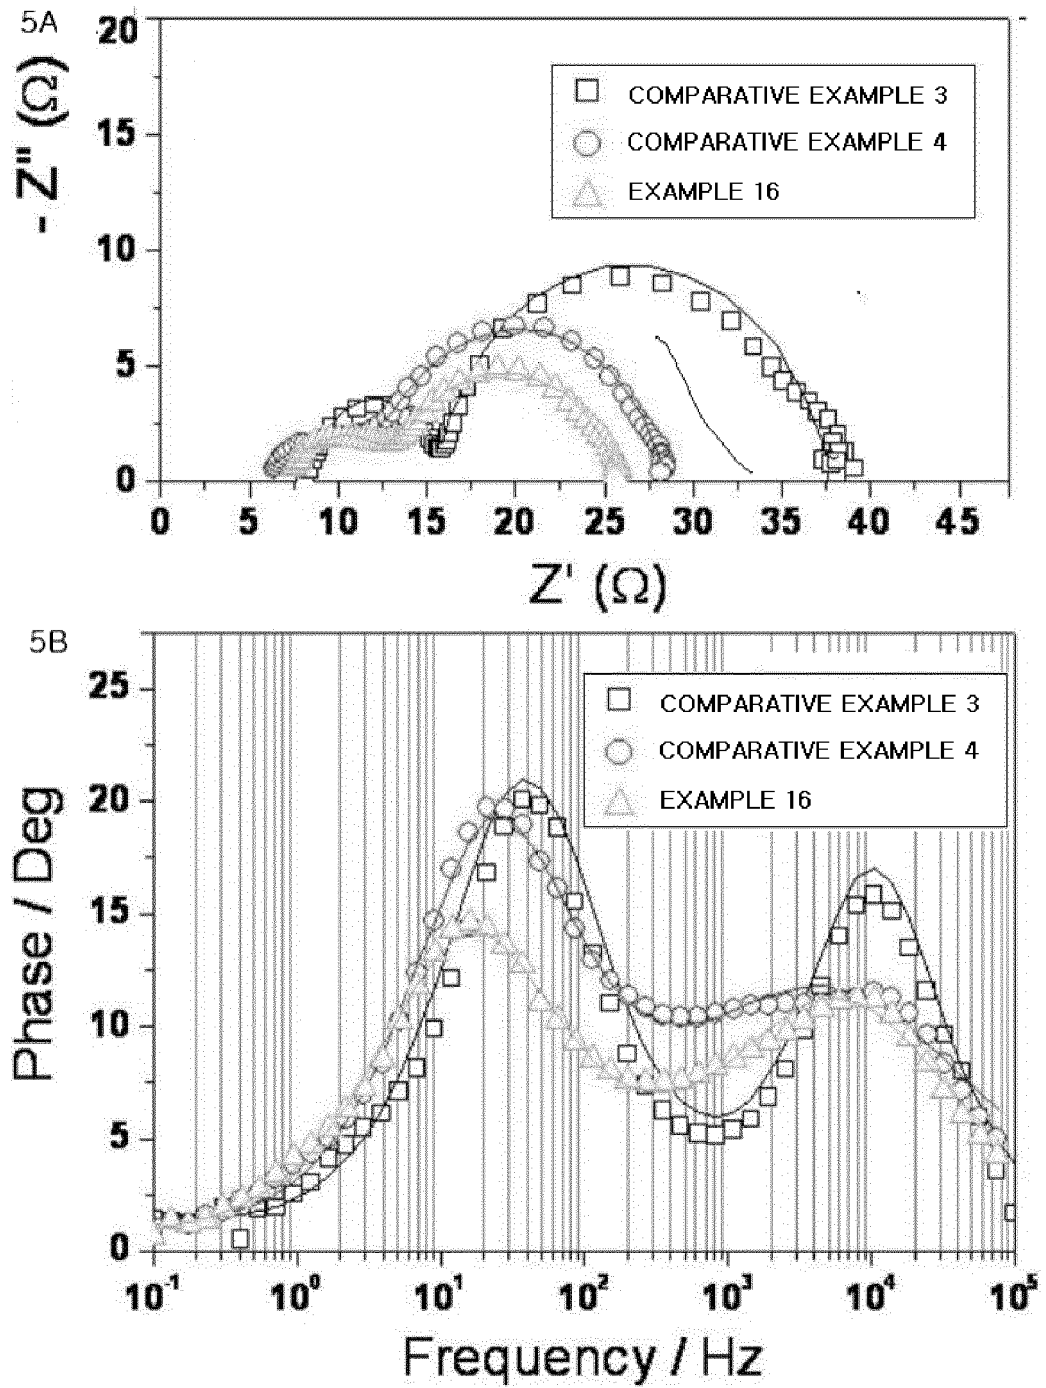 5A
- Z" (Ω)
20
15
10
5
0
COMPARATIVE EXAMPLE 3
COMPARATIVE EXAMPLE 4
EXAMPLE 16
0 5 10 15 20 25 30 35 40 45
Z' (Ω)
5B
Phase / Deg
25
20
15
10
5
0
COMPARATIVE EXAMPLE 3
COMPARATIVE EXAMPLE 4
EXAMPLE 16
10⁻¹ 10⁰ 10¹ 10² 10³ 10⁴ 10⁵
Frequency / Hz